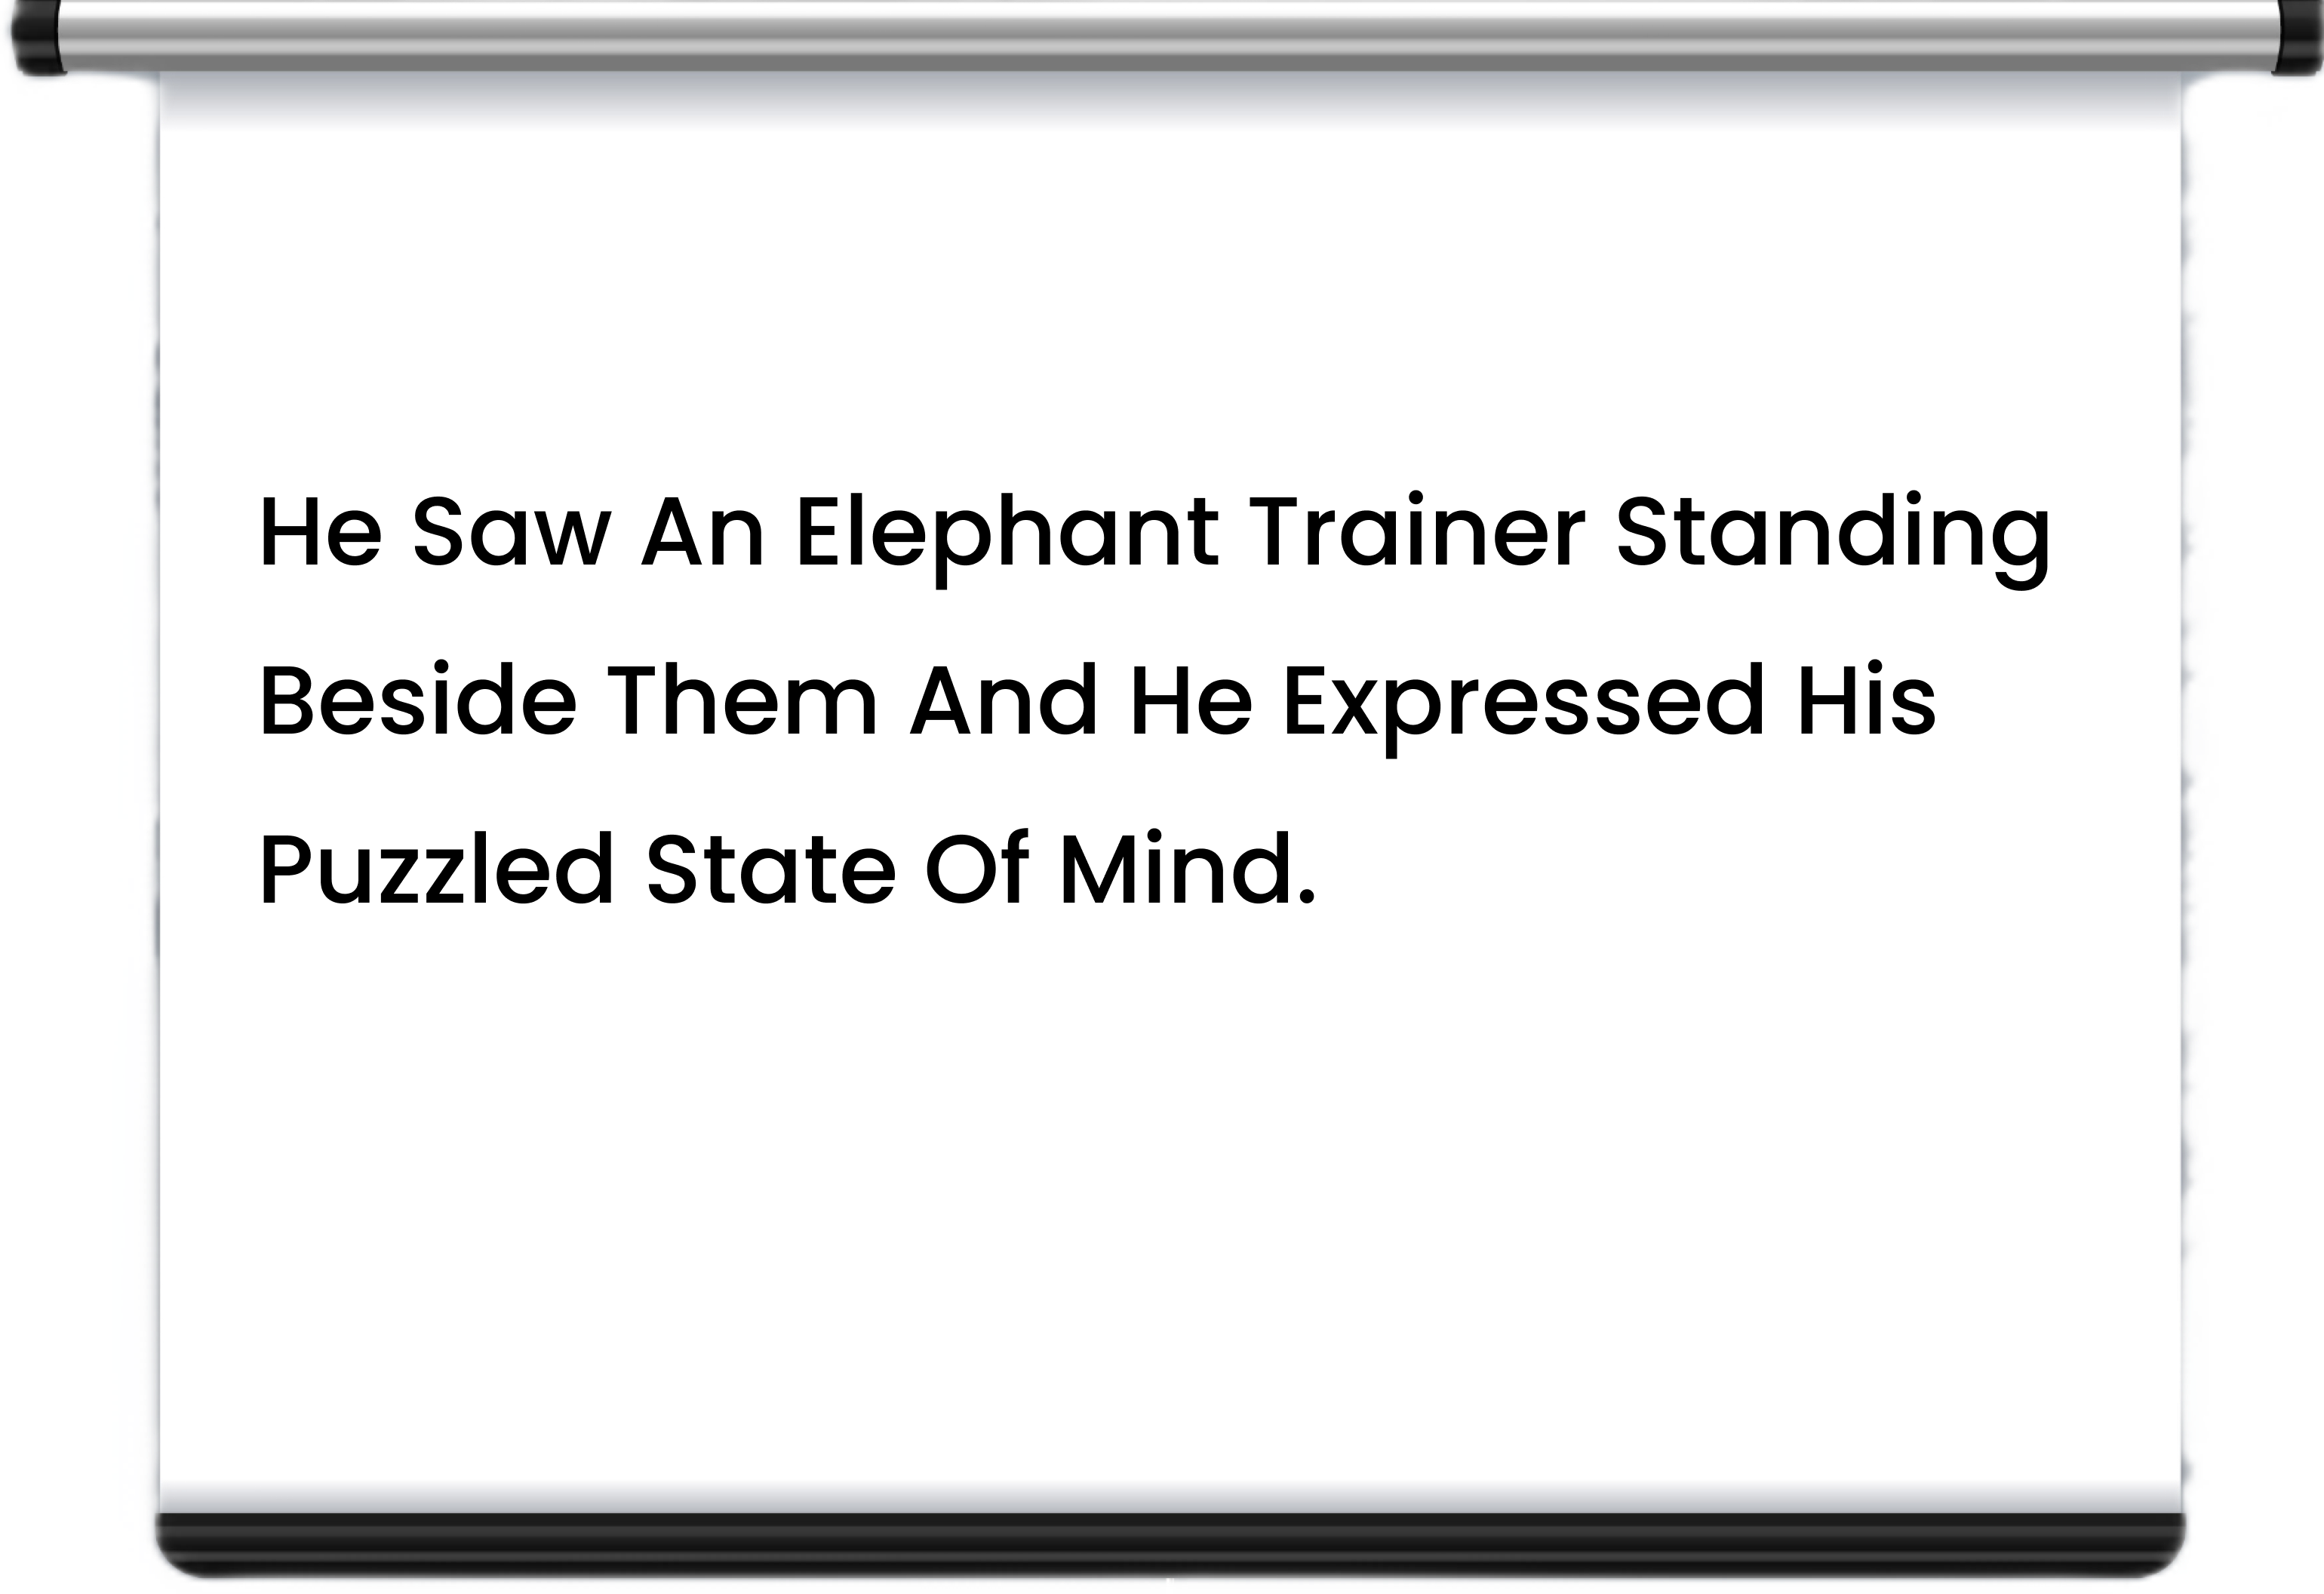 He Saw An Elephant Trainer Standing
Beside Them And He Expressed His
Puzzled State Of Mind.